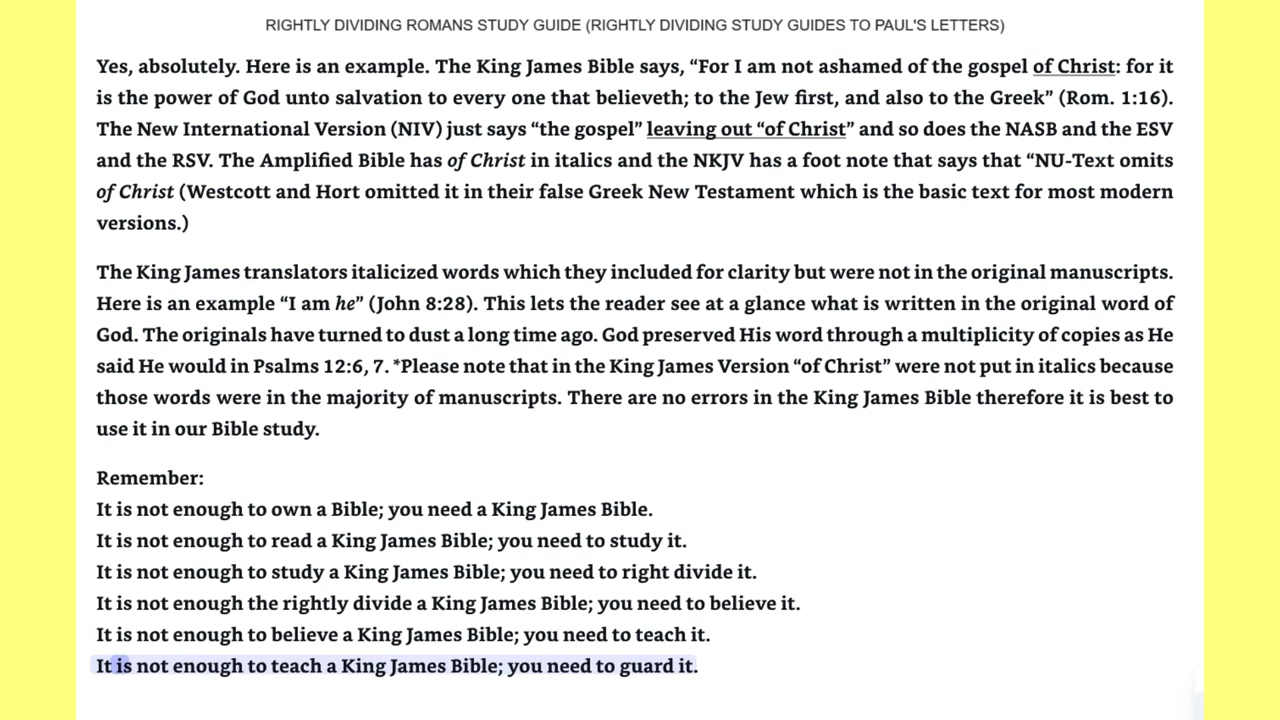 RIGHTLY DIVIDING ROMANS STUDY GUIDE (RIGHTLY DIVIDING STUDY GUIDES TO PAUL'S LETTERS)
Yes, absolutely. Here is an example. The King James Bible says, “For I am not ashamed of the gospel of Christ: for it
is the power of God unto salvation to every one that believeth; to the Jew first, and also to the Greek” (Rom. 1:16).
The New International Version (NIV) just says “the gospel” leaving out “of Christ” and so does the NASB and the ESV
and the RSV. The Amplified Bible has of Christ in italics and the NKJV has a foot note that says that “NU-Text omits
of Christ (Westcott and Hort omitted it in their false Greek New Testament which is the basic text for most modern
versions.)
The King James translators italicized words which they included for clarity but were not in the original manuscripts.
Here is an example “I am he” (John 8:28). This lets the reader see at a glance what is written in the original word of
God. The originals have turned to dust a long time ago. God preserved His word through a multiplicity of copies as He
said He would in Psalms 12:6, 7. *Please note that in the King James Version “of Christ” were not put in italics because
those words were in the majority of manuscripts. There are no errors in the King James Bible therefore it is best to
use it in our Bible study.
Remember:
It is not enough to own a Bible; you need a King James Bible.
It is not enough to read a King James Bible; you need to study it.
It is not enough to study a King James Bible; you need to right divide it.
It is not enough the rightly divide a King James Bible; you need to believe it.
It is not enough to believe a King James Bible; you need to teach it.
It is not enough to teach a King James Bible; you need to guard it.